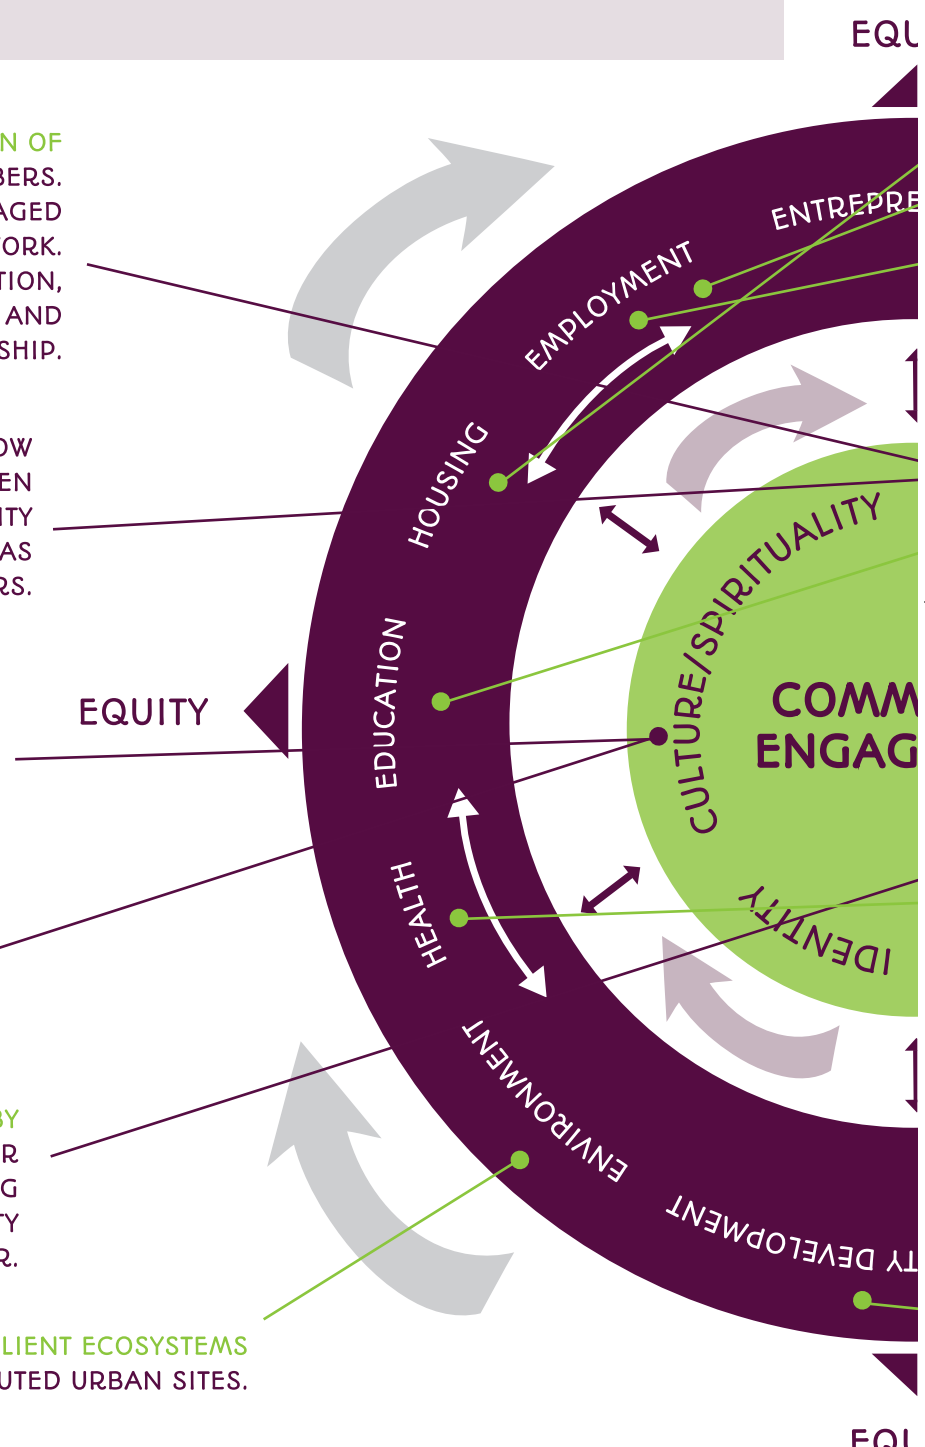 EQU
N OF
BERS.
AGED
ORK.
TION,
AND
SHIP.
OW
EN
ITY
AS
RS.
ENTREPRE
EMPLOYMENT
HOUSING
EDUCATION
HEALTH
ENVIRONMENT
TY DEVELOPMENT
EQUITY
CULTURE/SPIRITUALITY
COMM
ENGAG
IDENTITY
BY
R
G
TY
R.
LIENT ECOSYSTEMS
UTED URBAN SITES.
EQU